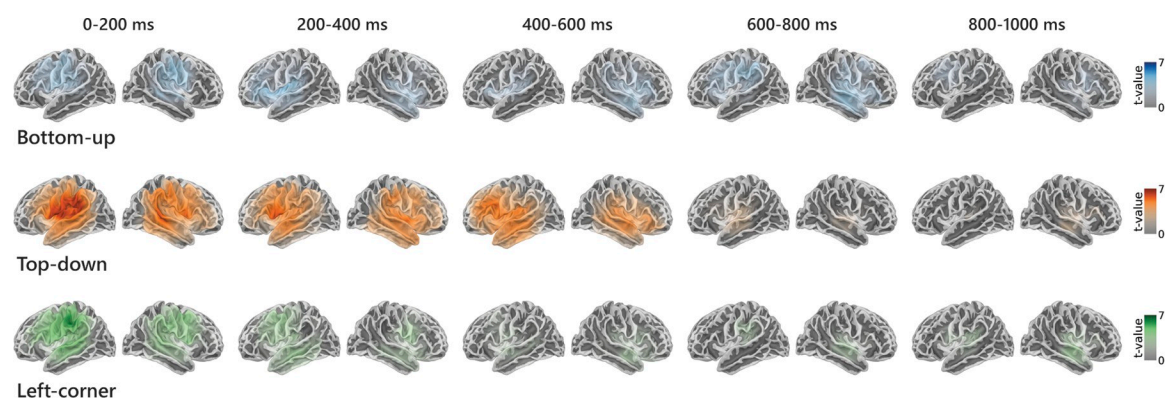 0-200 ms 200-400 ms 400-600 ms 600-800 ms 800-1000 ms
7
t-value
0
Bottom-up
7
t-value
0
Top-down
7
t-value
0
Left-corner